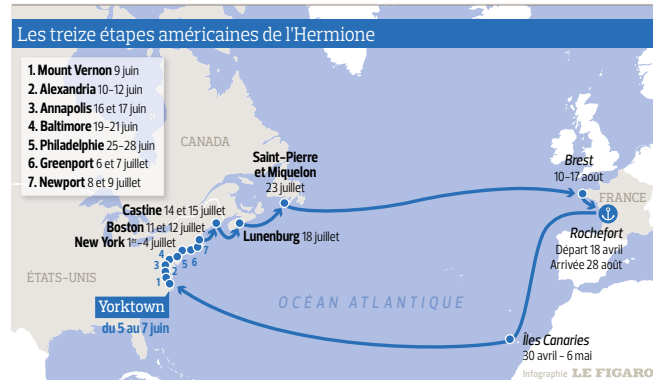 Les treize étapes américaines de l'Hermione
1. Mount Vernon 9 juin
2. Alexandria 10-12 juin
3. Annapolis 16 et 17 juin
4. Baltimore 19-21 juin
5. Philadelphie 25-28 juin
6. Greenport 6 et 7 juillet
7. Newport 8 et 9 juillet
CANADA
Saint-Pierre
et Miquelon
23 juillet
Brest
10-17 août
FRANCE
Rochefort
Départ 18 avril
Arrivée 28 août
Castine 14 et 15 juillet
Boston 11 et 12 juillet
New York 1er-4 juillet
Lunenburg 18 juillet
7
6
5
4
3
2
1
ÉTATS-UNIS
Yorktown
du 5 au 7 juin
OCÉAN ATLANTIQUE
Îles Canaries
30 avril - 6 mai
Infographie LE FIGARO